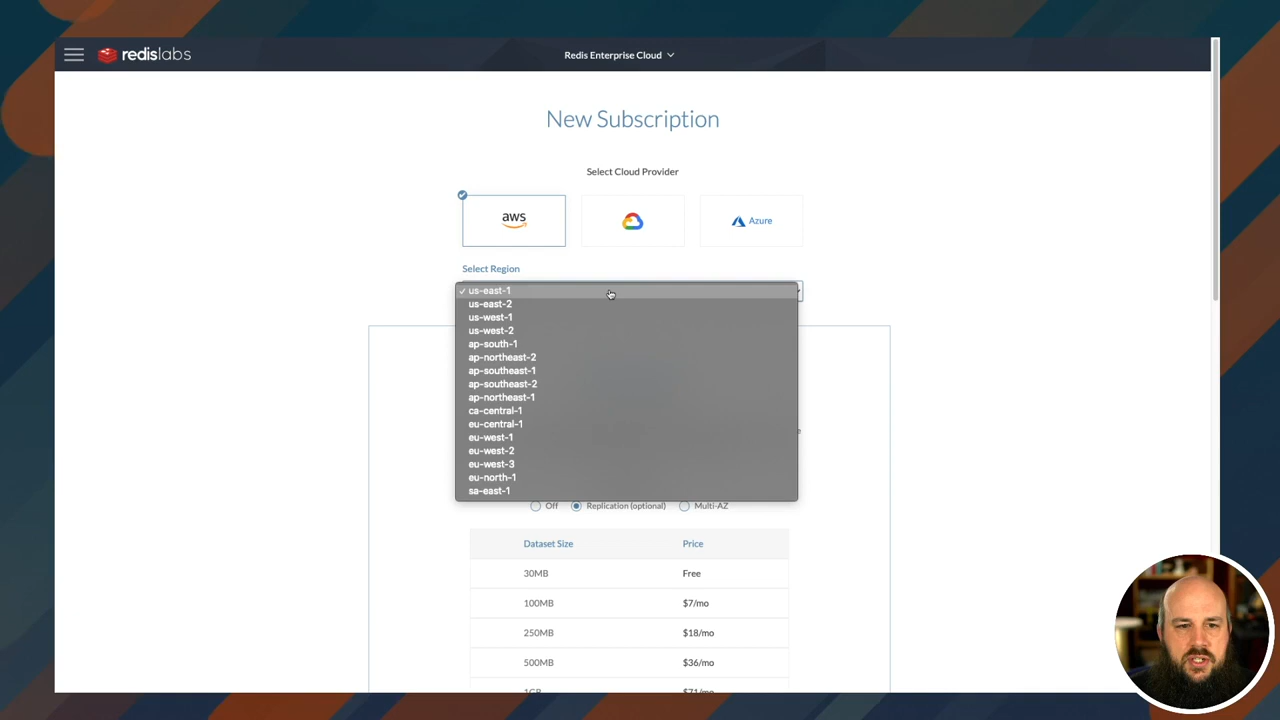 redislabs
Redis Enterprise Cloud
New Subscription
Select Cloud Provider
aws
Azure
Select Region
✓ us-east-1
us-east-2
us-west-1
us-west-2
ap-south-1
ap-northeast-2
ap-southeast-1
ap-southeast-2
ap-northeast-1
ca-central-1
eu-central-1
eu-west-1
eu-west-2
eu-west-3
eu-north-1
sa-east-1
Off Replication (optional) Multi-AZ
Dataset Size Price
30MB Free
100MB $7/mo
250MB $18/mo
500MB $36/mo
1GB $71/mo